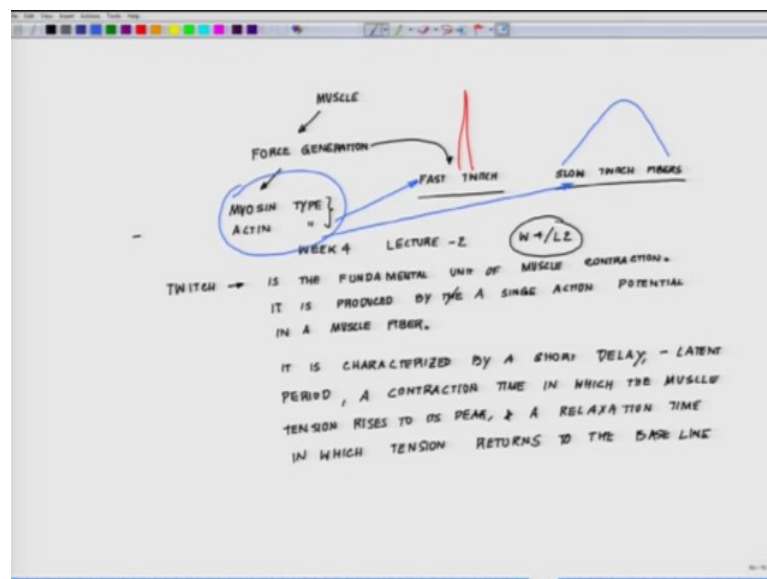 MUSCLE
FORCE GENERATION
FAST TWITCH
SLOW TWITCH FIBERS
MYOSIN TYPE
ACTIN "
WEEK 4 LECTURE - 2 W4/L2
TWITCH → IS THE FUNDAMENTAL UNIT OF MUSCLE CONTRACTION.
IT IS PRODUCED BY A SINGE ACTION POTENTIAL
IN A MUSCLE FIBER.
IT IS CHARACTERIZED BY A SHORT DELAY, - LATENT
PERIOD, A CONTRACTION TIME IN WHICH THE MUSCLE
TENSION RISES TO ITS PEAK, & A RELAXATION TIME
IN WHICH TENSION RETURNS TO THE BASE LINE